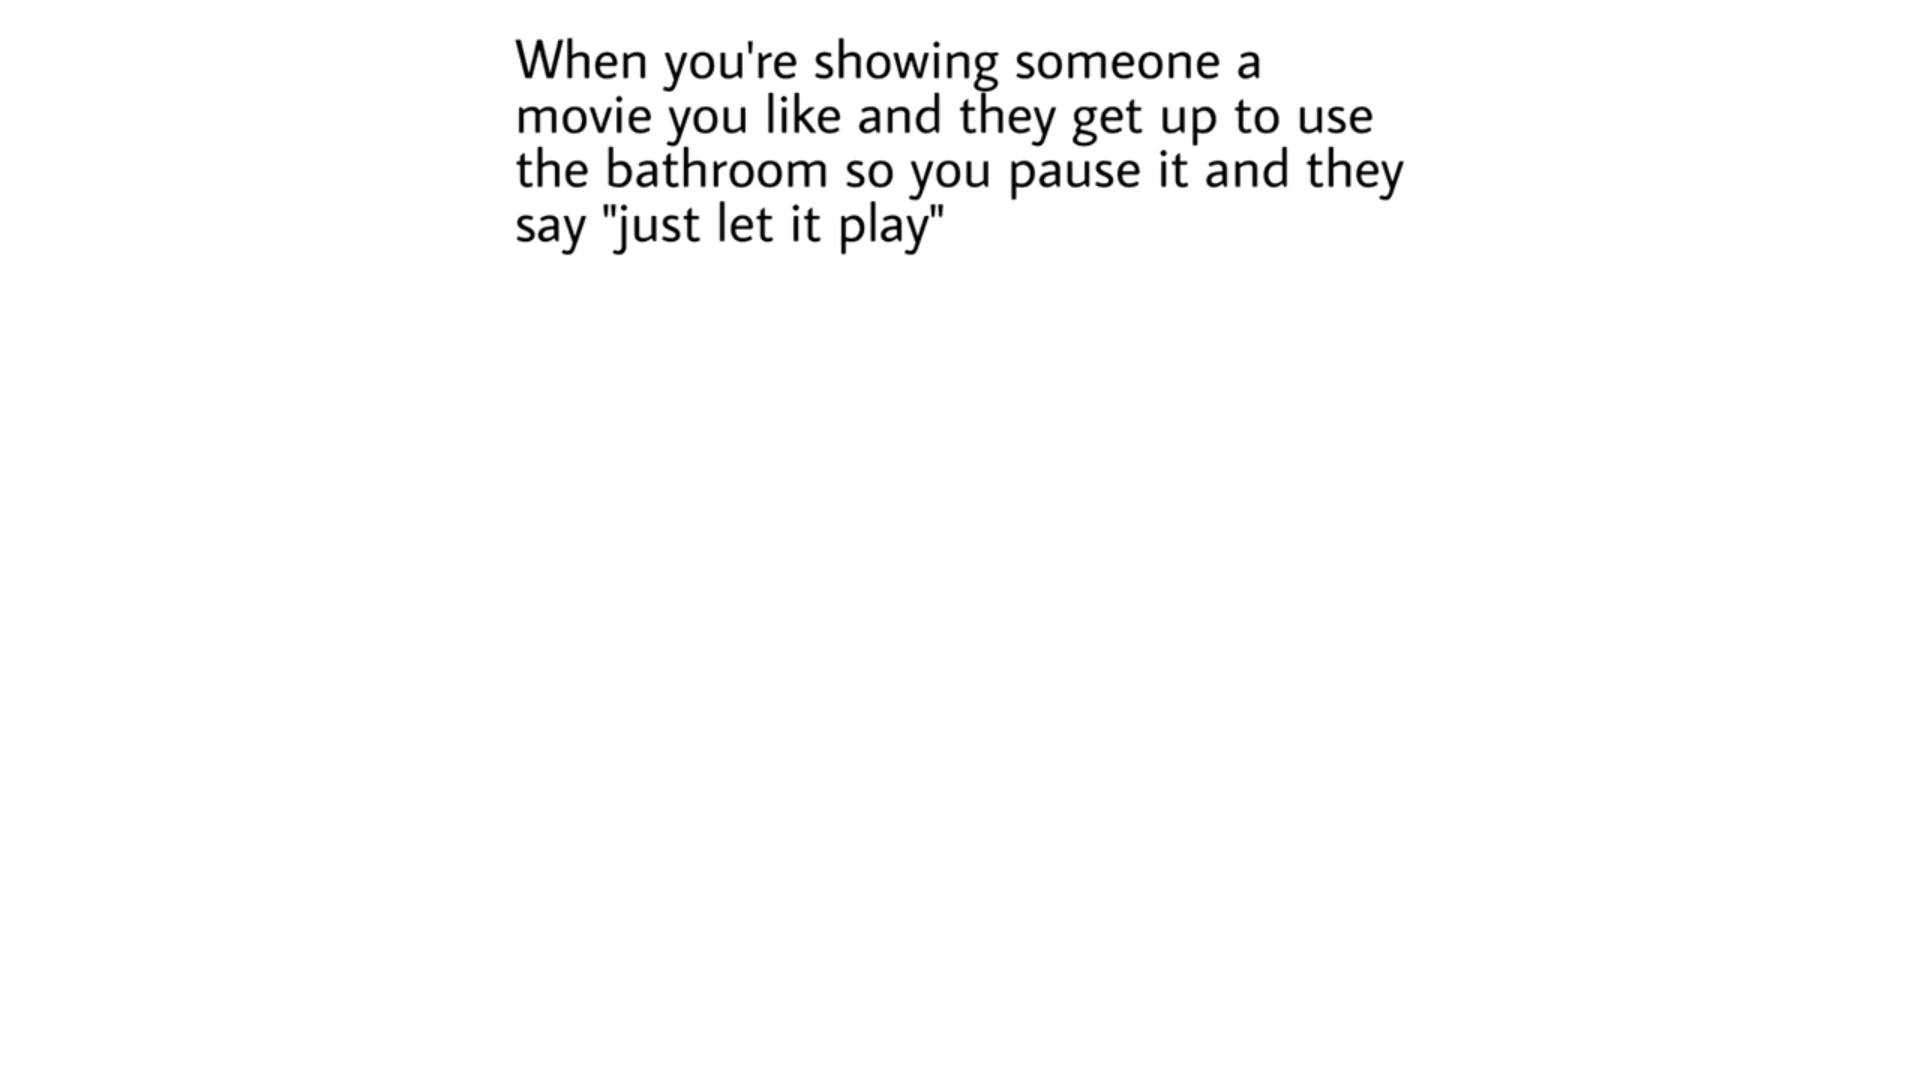 When you're showing someone a
movie you like and they get up to use
the bathroom so you pause it and they
say "just let it play"